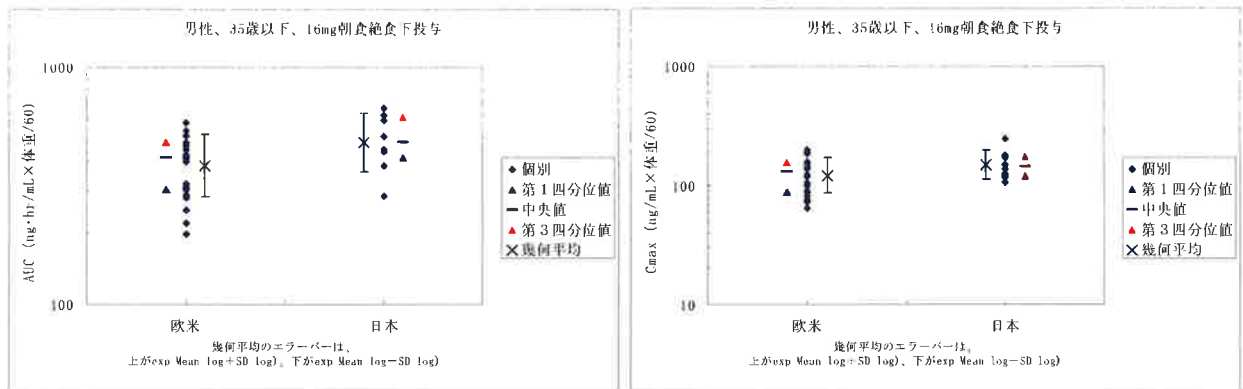 男性、35歳以下、16mg朝食絶食下投与
1000
100
AUC (ng・hr/mL×体重/60)
欧米
日本
個別
第1四分位値
中央値
第3四分位値
幾何平均
幾何平均のエラーバーは、
上がexp Mean log+SD log)。下がexp Mean log-SD log)
男性、35歳以下、16mg朝食絶食下投与
1000
100
10
Cmax (ng/mL×体重/60)
欧米
日本
個別
第1四分位値
中央値
第3四分位値
幾何平均
幾何平均のエラーバーは。
上がexp Mean log+SD log)、下がexp Mean log-SD log)